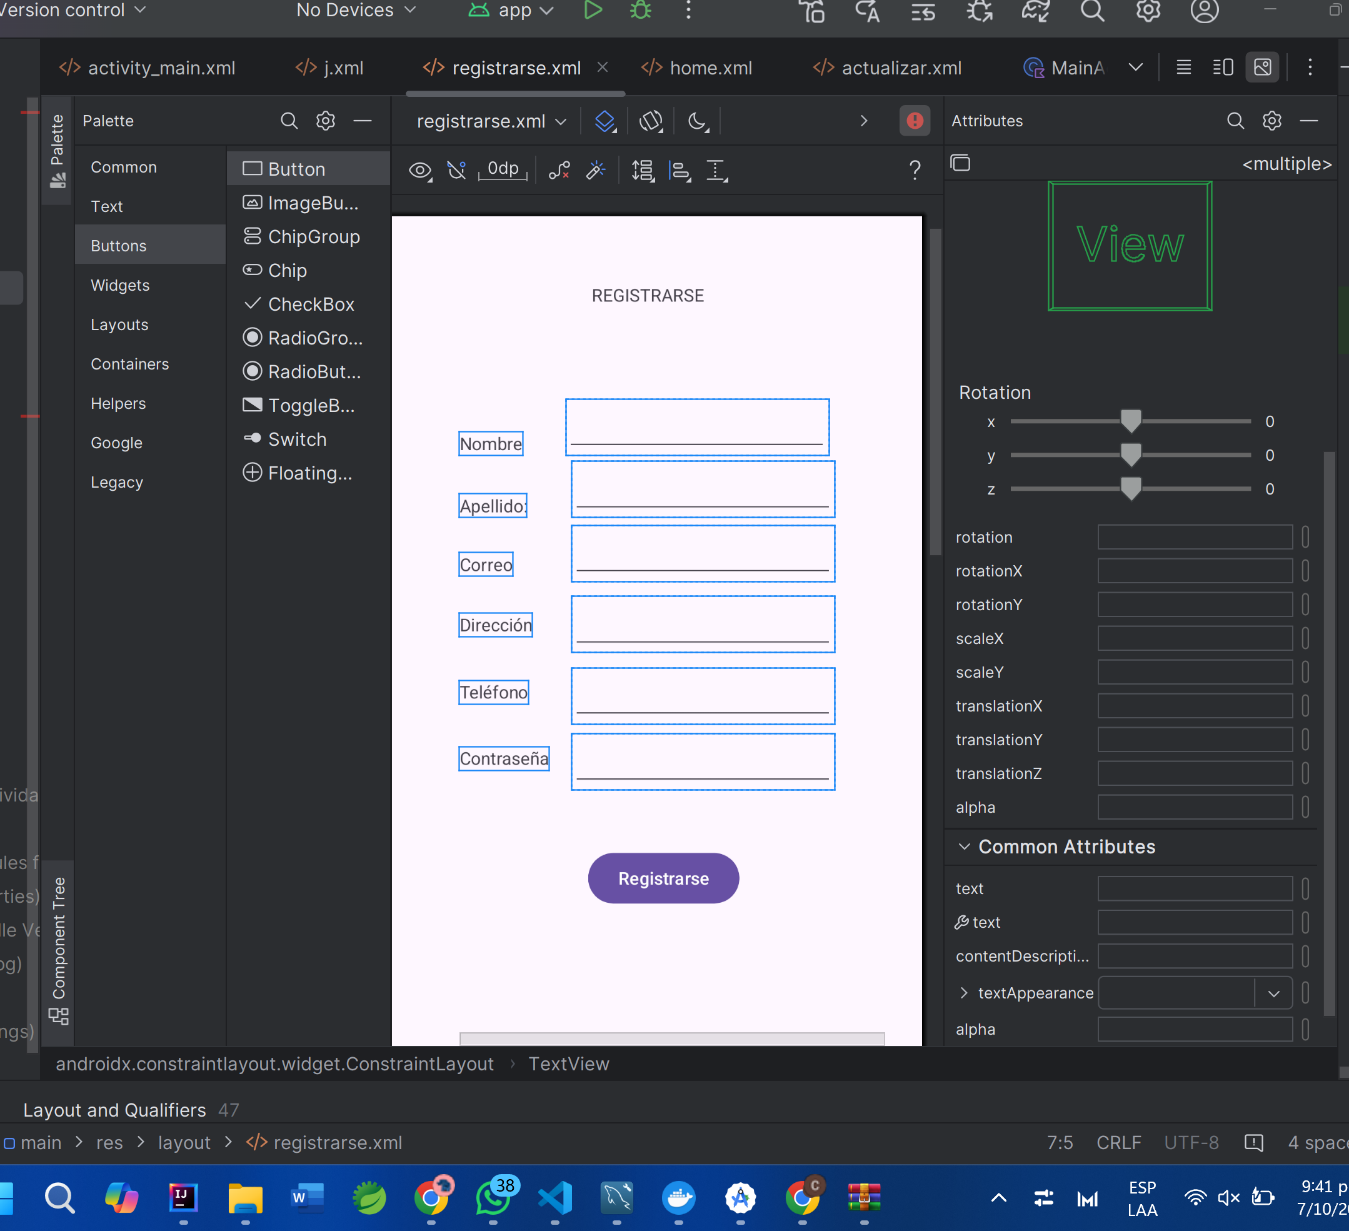 Version control
No Devices
app
activity_main.xml
j.xml
registrarse.xml
home.xml
actualizar.xml
MainA
Palette
Palette
registrarse.xml
Attributes
Common
Text
Buttons
Widgets
Layouts
Containers
Helpers
Google
Legacy
Button
ImageBu...
ChipGroup
Chip
CheckBox
RadioGro...
RadioBut...
ToggleB...
Switch
Floating...
0dp
?
<multiple>
View
REGISTRARSE
Nombre
Apellido:
Correo
Dirección
Teléfono
Contraseña
Registrarse
Rotation
x 0
y 0
z 0
rotation
rotationX
rotationY
scaleX
scaleY
translationX
translationY
translationZ
alpha
Common Attributes
text
text
contentDescripti...
textAppearance
alpha
Component Tree
androidx.constraintlayout.widget.ConstraintLayout > TextView
Layout and Qualifiers 47
main > res > layout > registrarse.xml
7:5 CRLF UTF-8 4 spac
38
ESP
LAA
9:41 p
7/10/20